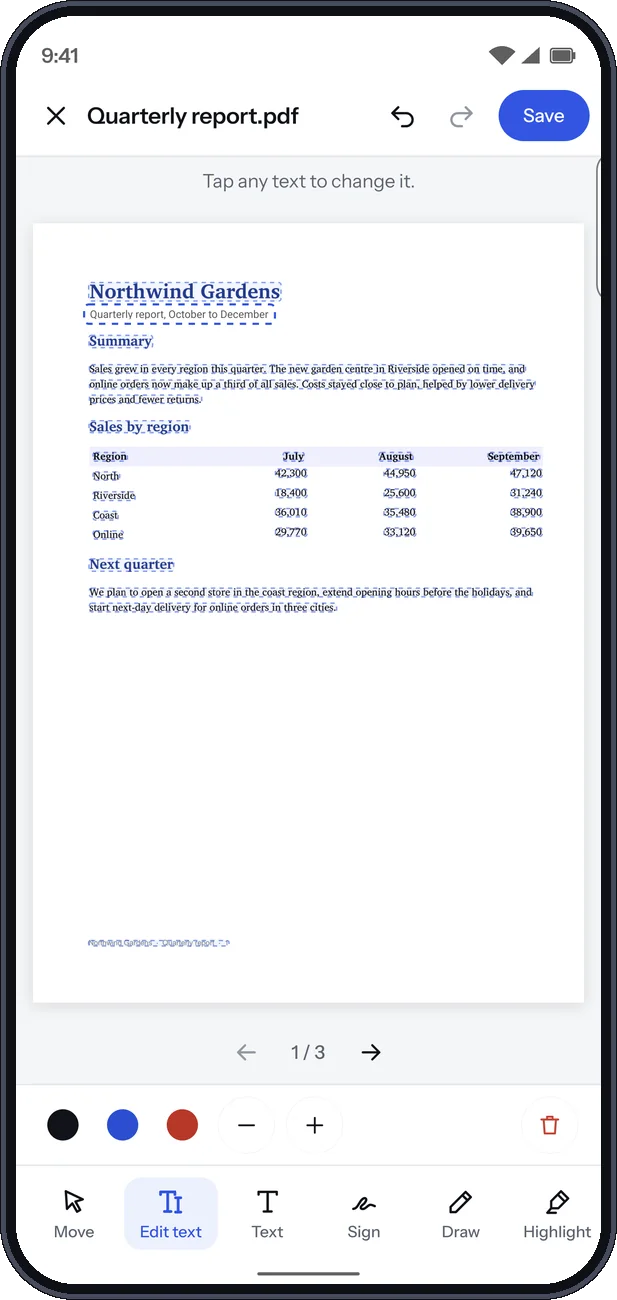 9:41
Quarterly report.pdf
Save
Tap any text to change it.
Northwind Gardens
Quarterly report, October to December
Summary
Sales grew in every region this quarter. The new garden centre in Riverside opened on time, and
online orders now make up a third of all sales. Costs stayed close to plan, helped by lower delivery
prices and fewer returns.
Sales by region
Region July August September
North 42,300 44,950 47,120
Riverside 18,400 25,600 31,240
Coast 36,010 35,480 38,900
Online 29,770 33,120 39,650
Next quarter
We plan to open a second store in the coast region, extend opening hours before the holidays, and
start next-day delivery for online orders in three cities.
1 / 3
Move Edit text Text Sign Draw Highlight